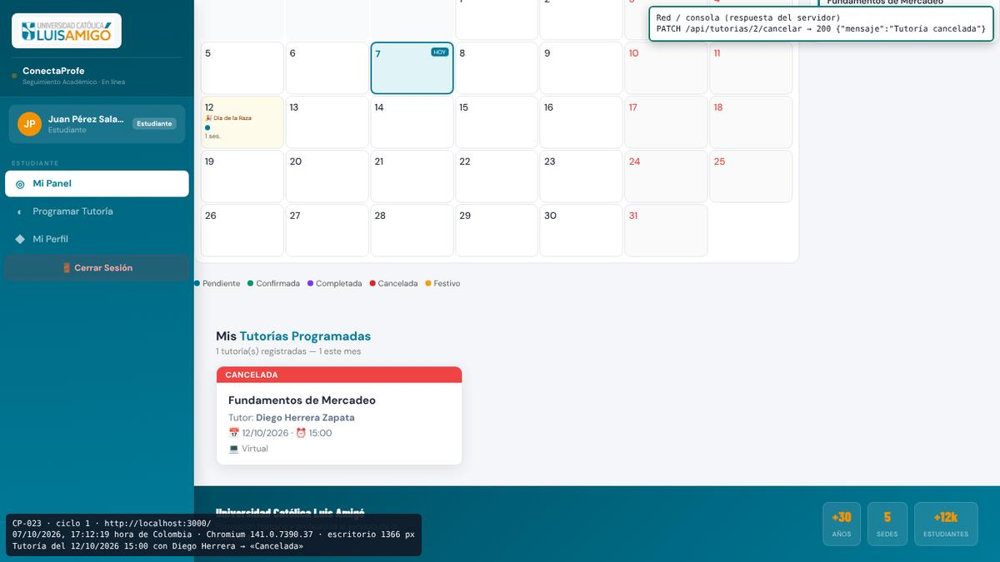 UNIVERSIDAD CATÓLICA
LUISAMIGÓ
ConectaProfe
Seguimiento Académico · En línea
JP
Juan Pérez Sala...
Estudiante
Estudiante
ESTUDIANTE
Mi Panel
Programar Tutoría
Mi Perfil
Cerrar Sesión
1 2 3
Fundamentos de Mercadeo
Red / consola (respuesta del servidor)
PATCH /api/tutorias/2/cancelar → 200 {"mensaje":"Tutoría cancelada"}
5 6 7 HOY 8 9 10 11
12 13 14 15 16 17 18
🎉 Día de la Raza
1 ses.
19 20 21 22 23 24 25
26 27 28 29 30 31
Pendiente Confirmada Completada Cancelada Festivo
Mis Tutorías Programadas
1 tutoría(s) registradas — 1 este mes
CANCELADA
Fundamentos de Mercadeo
Tutor: Diego Herrera Zapata
📅 12/10/2026 · ⏰ 15:00
💻 Virtual
Universidad Católica Luis Amigó
+30
AÑOS
5
SEDES
+12k
ESTUDIANTES
CP-023 · ciclo 1 · http://localhost:3000/
07/10/2026, 17:12:19 hora de Colombia · Chromium 141.0.7390.37 · escritorio 1366 px
Tutoría del 12/10/2026 15:00 con Diego Herrera → «Cancelada»